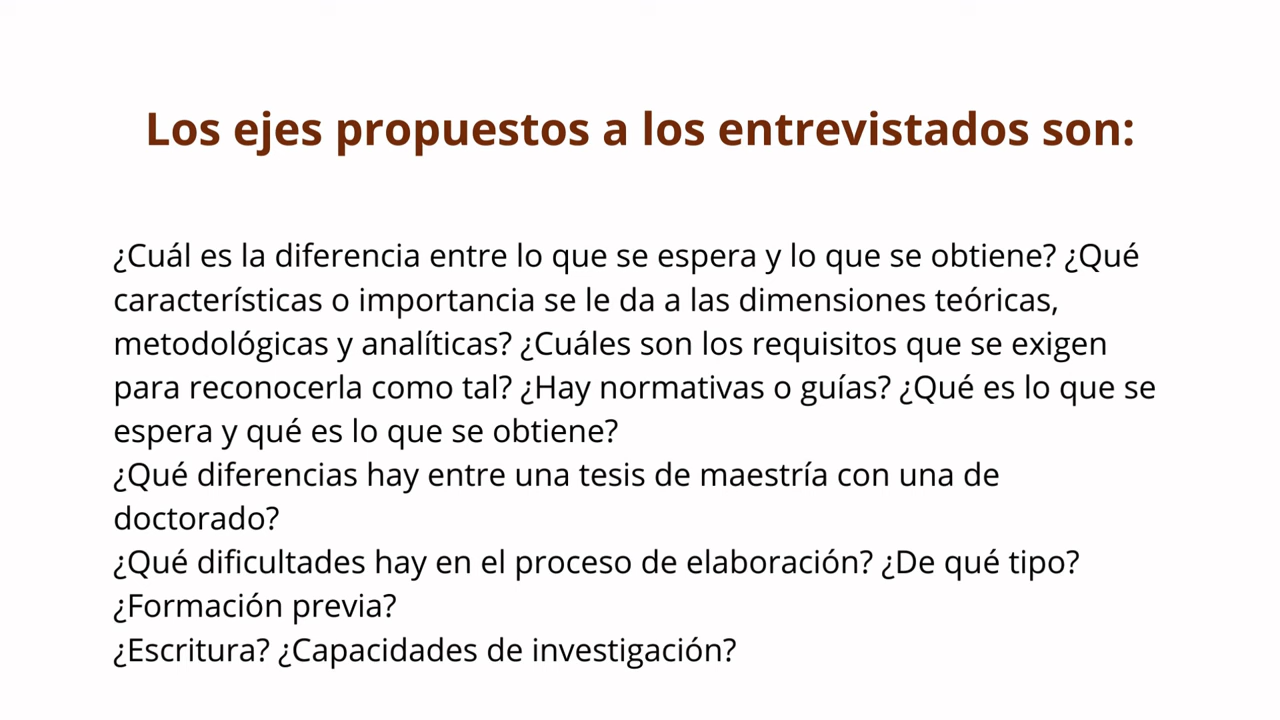 Los ejes propuestos a los entrevistados son:
¿Cuál es la diferencia entre lo que se espera y lo que se obtiene? ¿Qué
características o importancia se le da a las dimensiones teóricas,
metodológicas y analíticas? ¿Cuáles son los requisitos que se exigen
para reconocerla como tal? ¿Hay normativas o guías? ¿Qué es lo que se
espera y qué es lo que se obtiene?
¿Qué diferencias hay entre una tesis de maestría con una de
doctorado?
¿Qué dificultades hay en el proceso de elaboración? ¿De qué tipo?
¿Formación previa?
¿Escritura? ¿Capacidades de investigación?